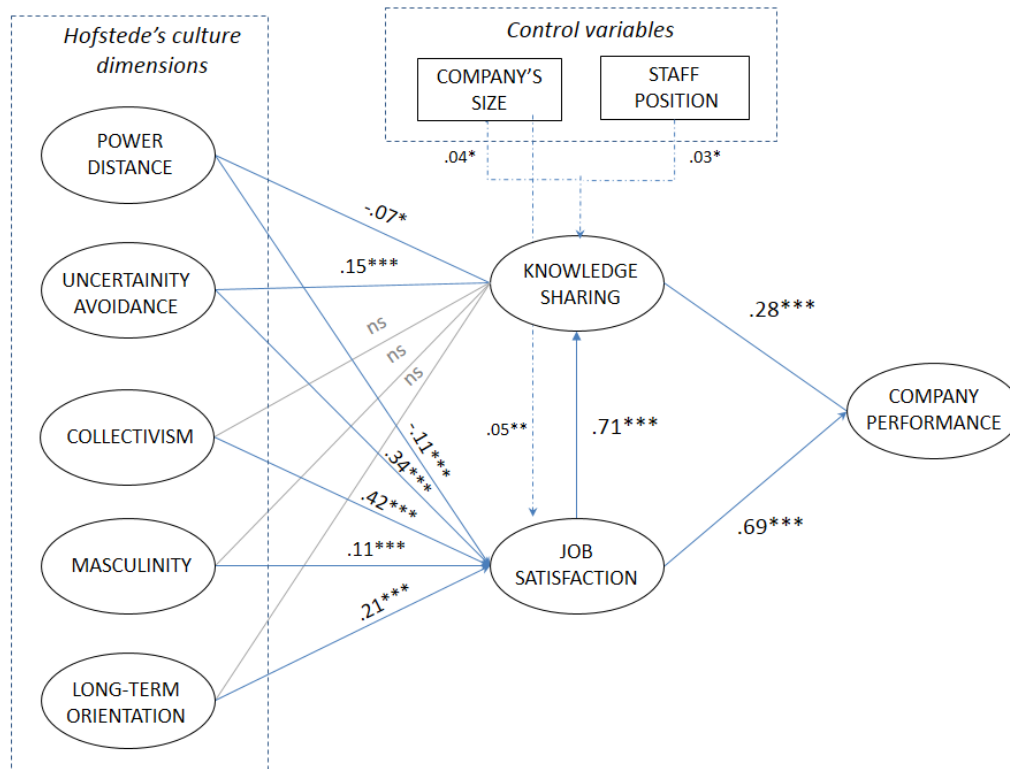 Hofstede's culture
dimensions
Control variables
COMPANY'S
SIZE
STAFF
POSITION
POWER
DISTANCE
.04*
.03*
-.07*
UNCERTAINITY
AVOIDANCE
.15***
KNOWLEDGE
SHARING
.28***
ns
ns
ns
COLLECTIVISM
COMPANY
PERFORMANCE
-.11***
.34***
.42***
.05**
.71***
.69***
MASCULINITY
.11***
JOB
SATISFACTION
.21***
LONG-TERM
ORIENTATION